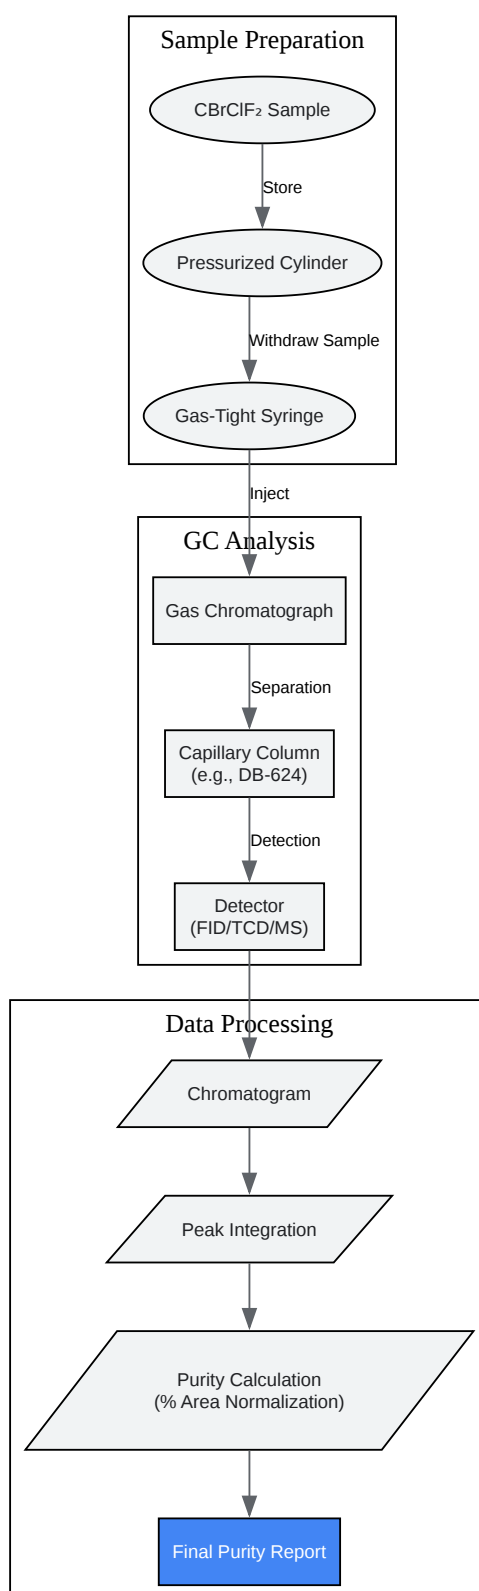 Sample Preparation
CBrClF₂ Sample
Store
Pressurized Cylinder
Withdraw Sample
Gas-Tight Syringe
Inject
GC Analysis
Gas Chromatograph
Separation
Capillary Column
(e.g., DB-624)
Detection
Detector
(FID/TCD/MS)
Data Processing
Chromatogram
Peak Integration
Purity Calculation
(% Area Normalization)
Final Purity Report